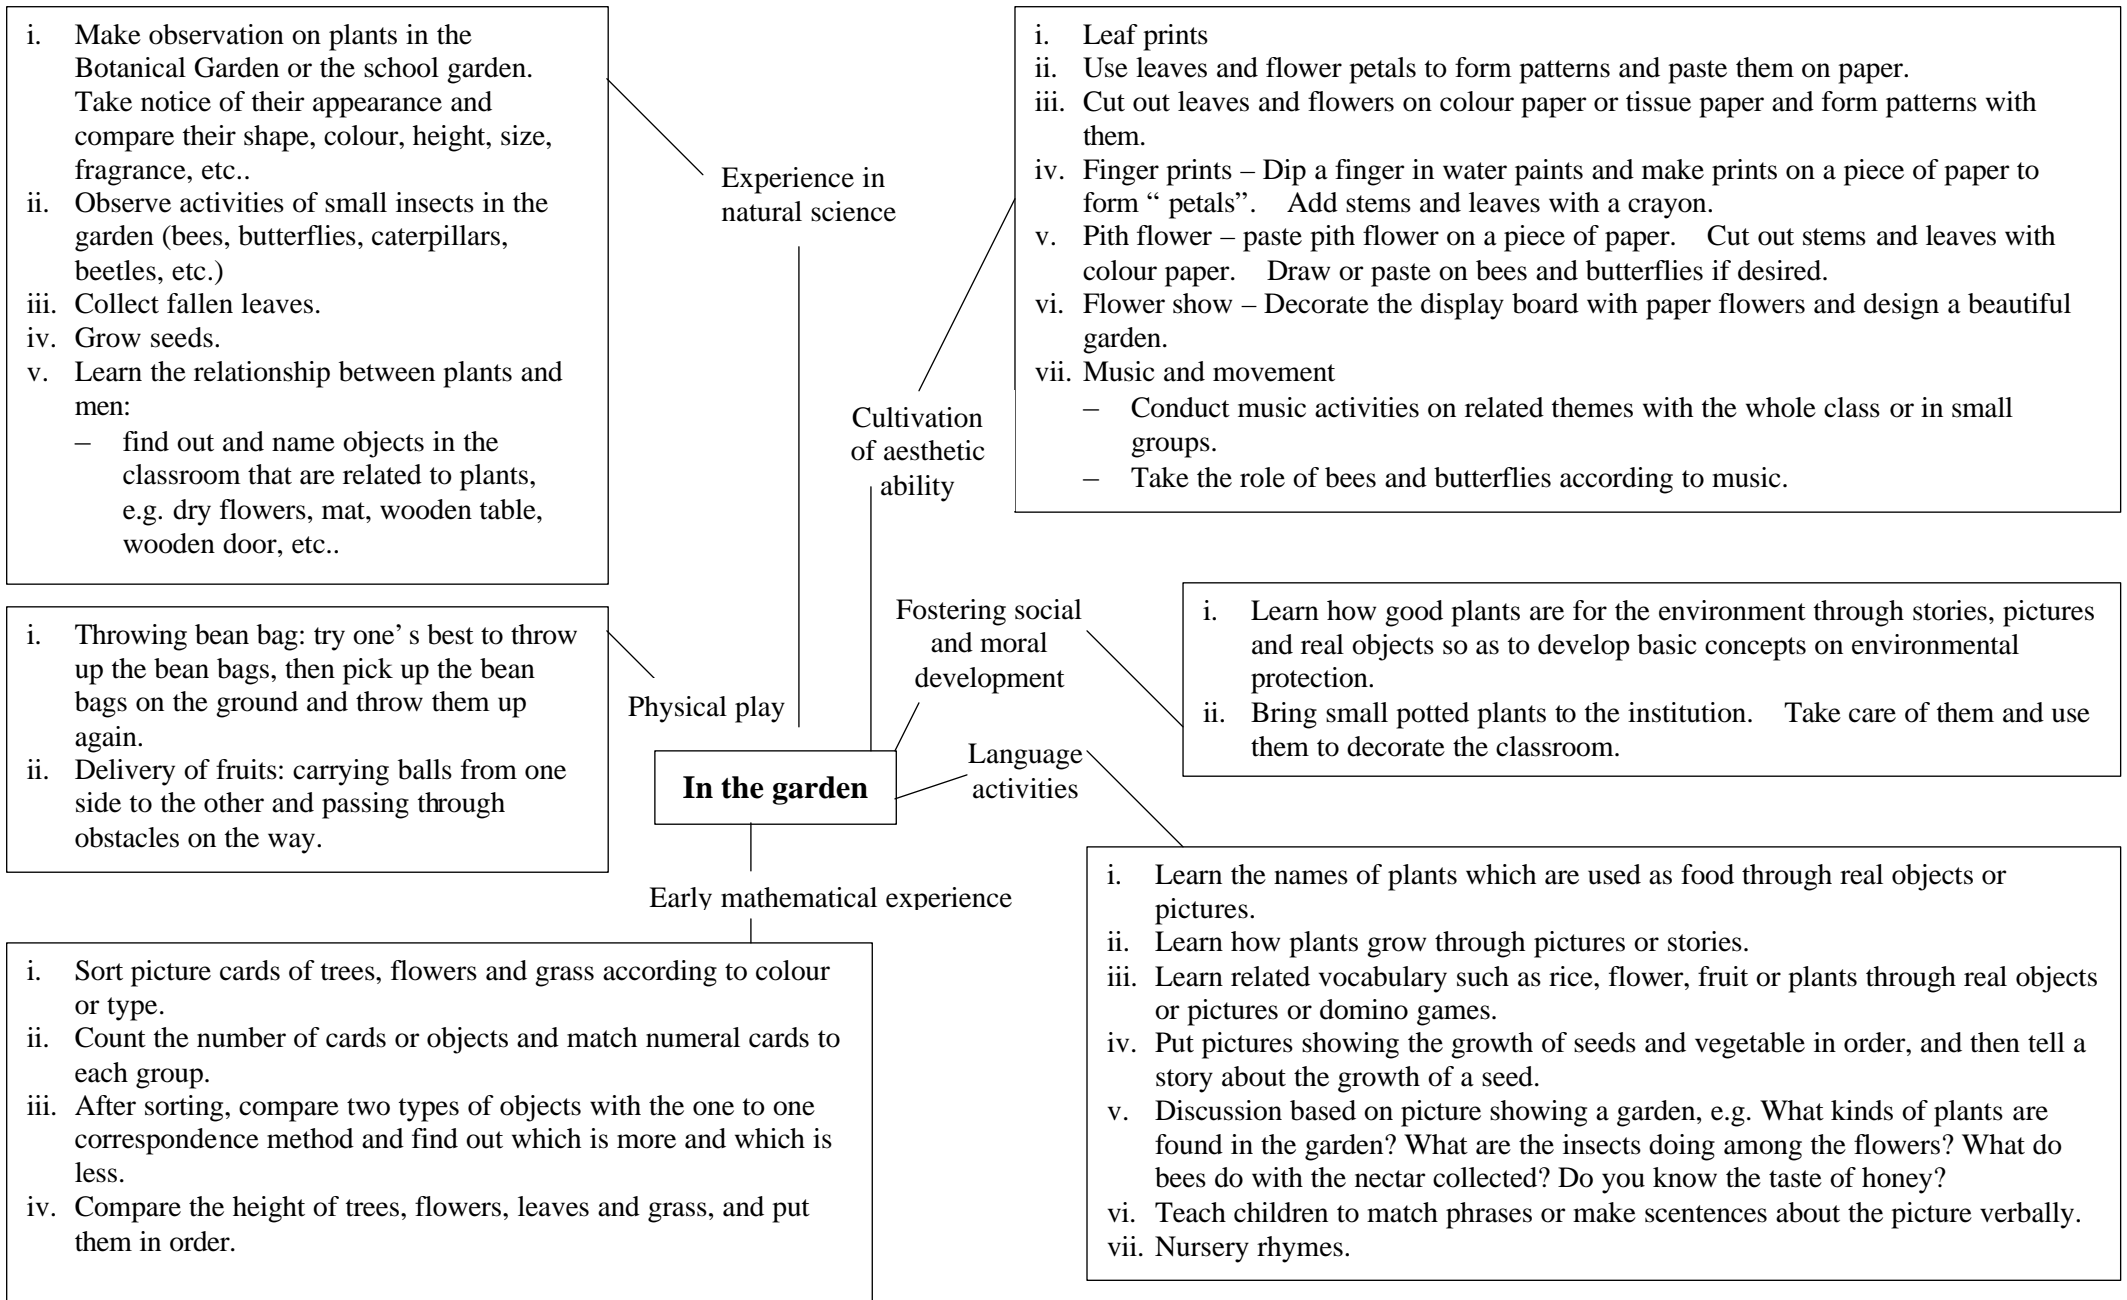 i. Make observation on plants in the
Botanical Garden or the school garden.
Take notice of their appearance and
compare their shape, colour, height, size,
fragrance, etc..
ii. Observe activities of small insects in the
garden (bees, butterflies, caterpillars,
beetles, etc.)
iii. Collect fallen leaves.
iv. Grow seeds.
v. Learn the relationship between plants and
men:
– find out and name objects in the
classroom that are related to plants,
e.g. dry flowers, mat, wooden table,
wooden door, etc..
Experience in
natural science
i. Leaf prints
ii. Use leaves and flower petals to form patterns and paste them on paper.
iii. Cut out leaves and flowers on colour paper or tissue paper and form patterns with
them.
iv. Finger prints – Dip a finger in water paints and make prints on a piece of paper to
form “ petals”. Add stems and leaves with a crayon.
v. Pith flower – paste pith flower on a piece of paper. Cut out stems and leaves with
colour paper. Draw or paste on bees and butterflies if desired.
vi. Flower show – Decorate the display board with paper flowers and design a beautiful
garden.
vii. Music and movement
– Conduct music activities on related themes with the whole class or in small
groups.
– Take the role of bees and butterflies according to music.
Cultivation
of aesthetic
ability
i. Throwing bean bag: try one’ s best to throw
up the bean bags, then pick up the bean
bags on the ground and throw them up
again.
ii. Delivery of fruits: carrying balls from one
side to the other and passing through
obstacles on the way.
Physical play
Fostering social
and moral
development
i. Learn how good plants are for the environment through stories, pictures
and real objects so as to develop basic concepts on environmental
protection.
ii. Bring small potted plants to the institution. Take care of them and use
them to decorate the classroom.
In the garden
Language
activities
Early mathematical experience
i. Sort picture cards of trees, flowers and grass according to colour
or type.
ii. Count the number of cards or objects and match numeral cards to
each group.
iii. After sorting, compare two types of objects with the one to one
correspondence method and find out which is more and which is
less.
iv. Compare the height of trees, flowers, leaves and grass, and put
them in order.
i. Learn the names of plants which are used as food through real objects or
pictures.
ii. Learn how plants grow through pictures or stories.
iii. Learn related vocabulary such as rice, flower, fruit or plants through real objects
or pictures or domino games.
iv. Put pictures showing the growth of seeds and vegetable in order, and then tell a
story about the growth of a seed.
v. Discussion based on picture showing a garden, e.g. What kinds of plants are
found in the garden? What are the insects doing among the flowers? What do
bees do with the nectar collected? Do you know the taste of honey?
vi. Teach children to match phrases or make scentences about the picture verbally.
vii. Nursery rhymes.